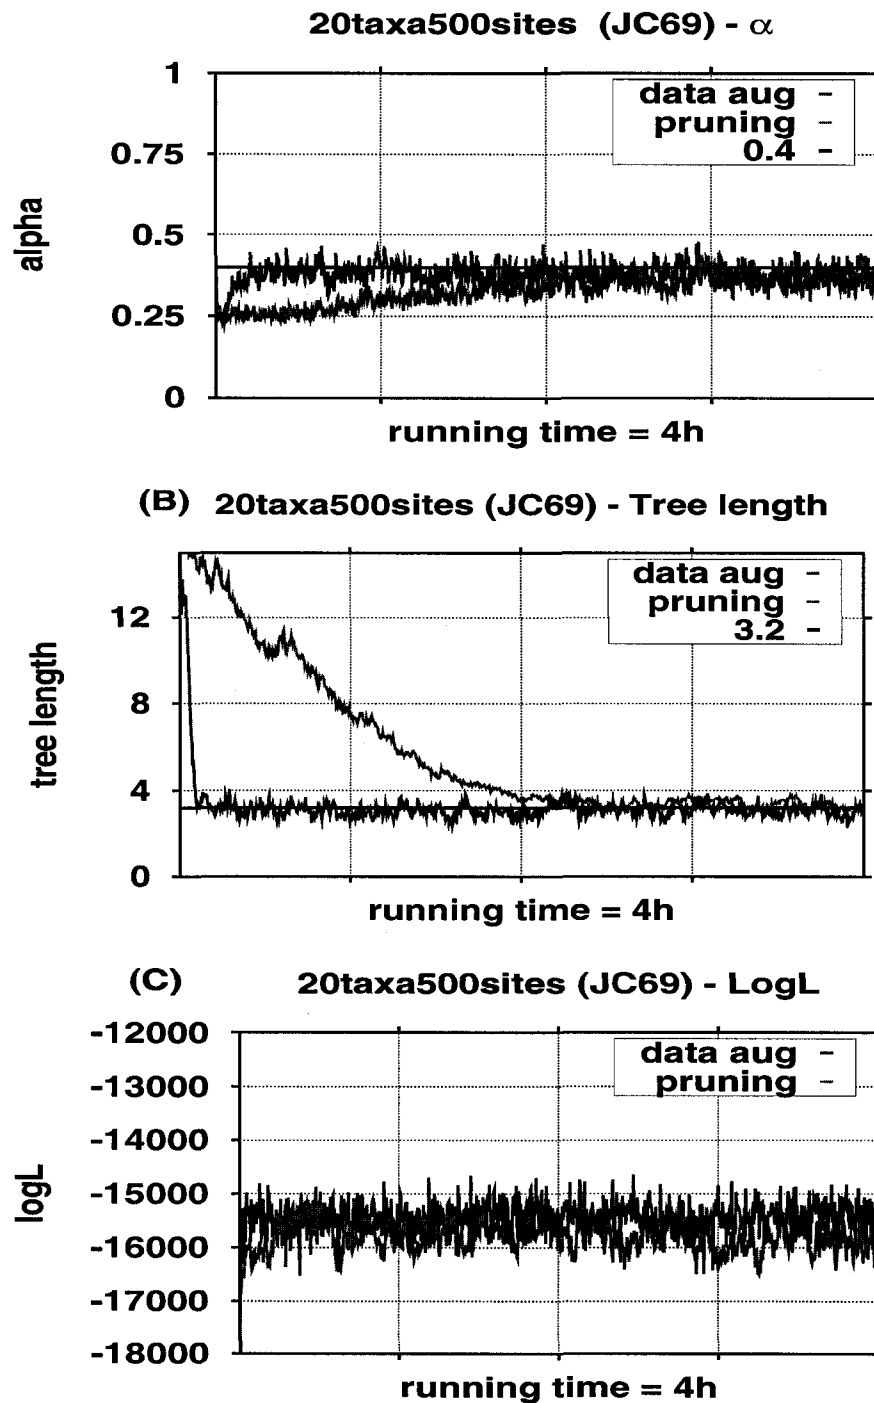 20taxa500sites (JC69) - α
1
data aug -
pruning -
0.4 -
0.75
0.5
0.25
0
alpha
running time = 4h
(B) 20taxa500sites (JC69) - Tree length
data aug -
pruning -
3.2 -
12
8
4
0
tree length
running time = 4h
(C) 20taxa500sites (JC69) - LogL
-12000
data aug -
pruning -
-13000
-14000
-15000
-16000
-17000
-18000
logL
running time = 4h